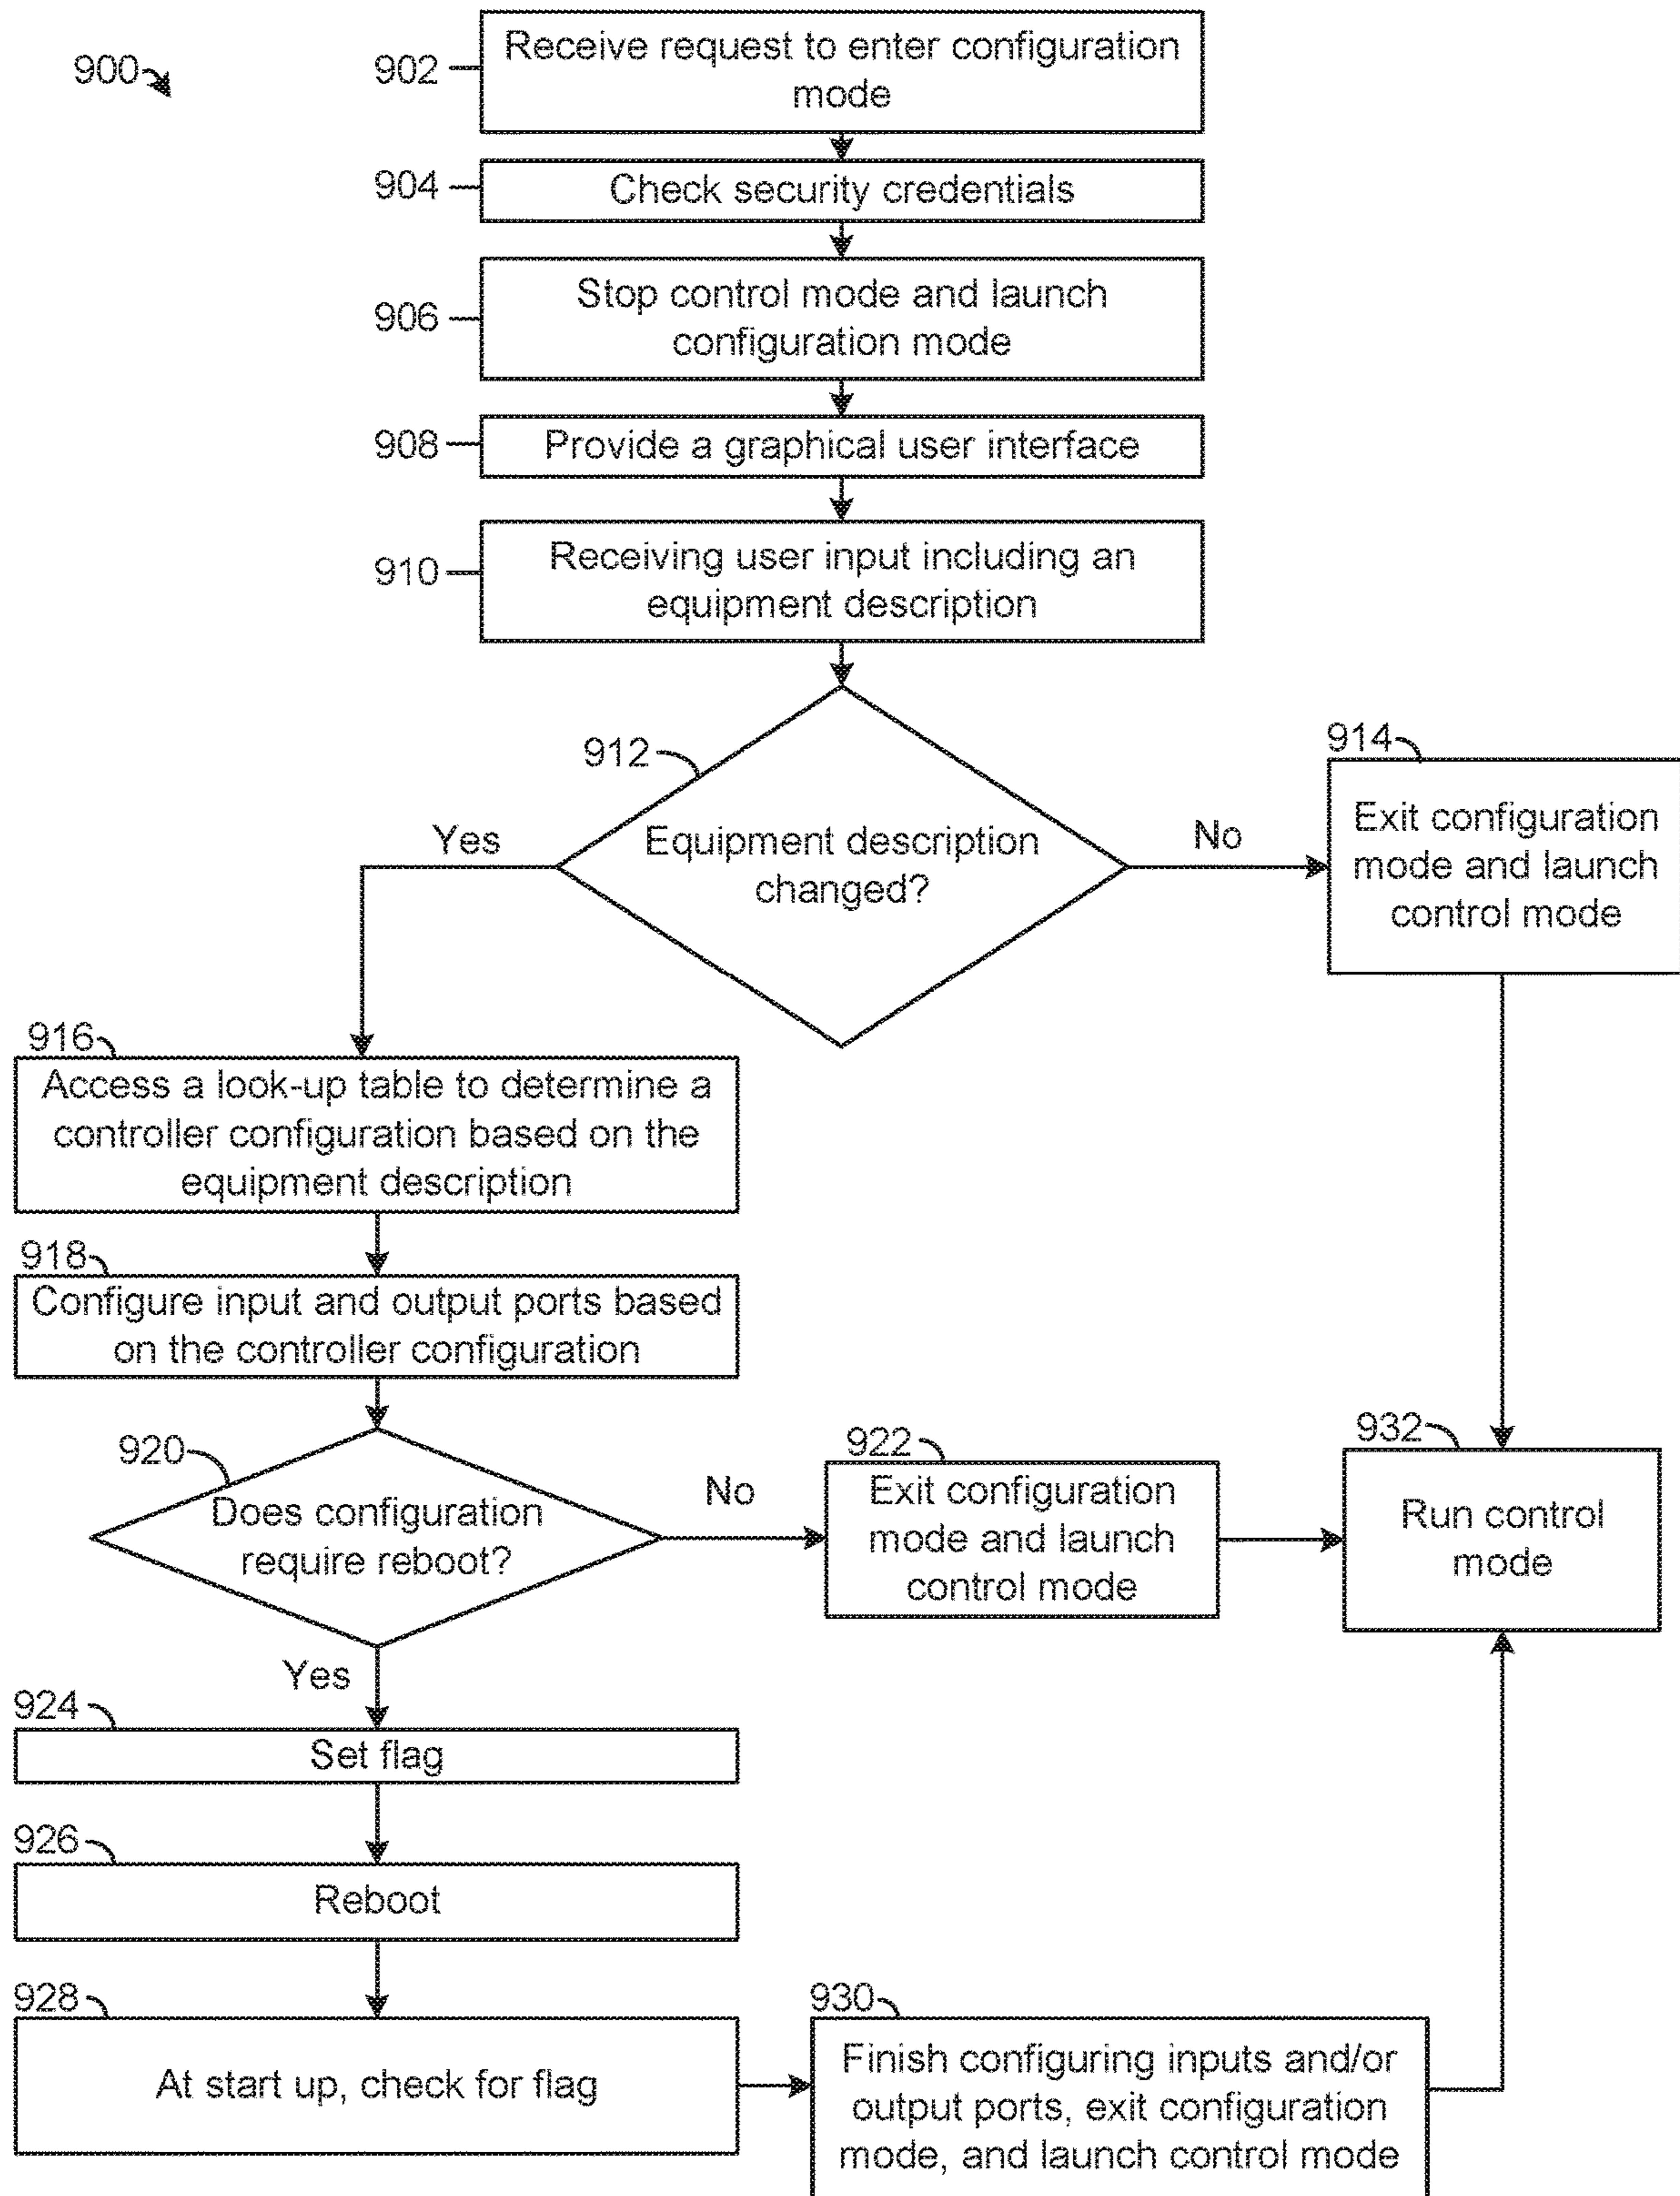 900
902
Receive request to enter configuration
mode
904
Check security credentials
906
Stop control mode and launch
configuration mode
908
Provide a graphical user interface
910
Receiving user input including an
equipment description
912
Equipment description
changed?
Yes
No
914
Exit configuration
mode and launch
control mode
916
Access a look-up table to determine a
controller configuration based on the
equipment description
918
Configure input and output ports based
on the controller configuration
920
Does configuration
require reboot?
No
922
Exit configuration
mode and launch
control mode
932
Run control
mode
Yes
924
Set flag
926
Reboot
928
At start up, check for flag
930
Finish configuring inputs and/or
output ports, exit configuration
mode, and launch control mode